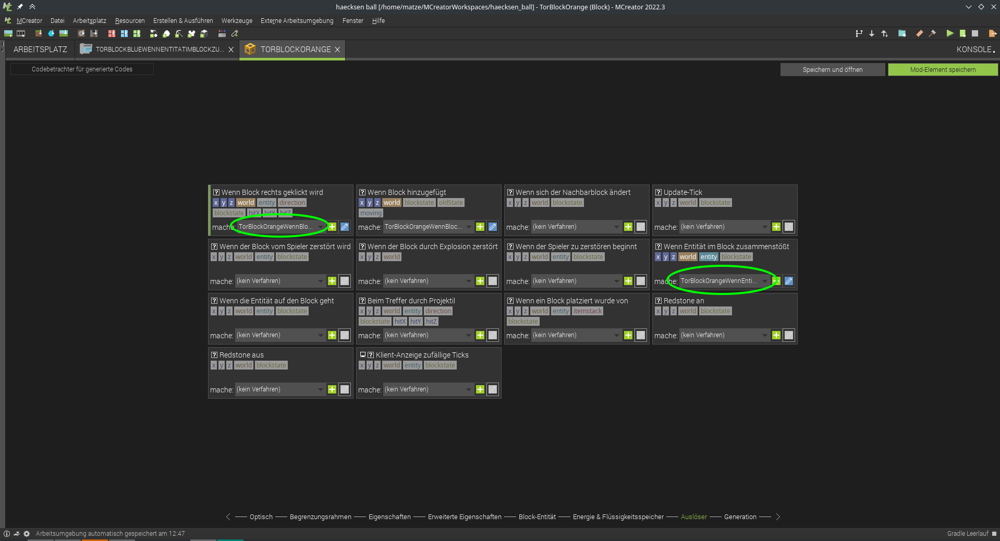 haecksen ball [/home/matze/MCreatorWorkspaces/haecksen_ball] - TorBlockOrange (Block) - MCreator 2022.3
MCreator Datei Arbeitsplatz Resourcen Erstellen & Ausführen Werkzeuge Externe Arbeitsumgebung Fenster Hilfe
ARBEITSPLATZ TORBLOCKBLUEWENNENTITATIMBLOCKZU... TORBLOCKORANGE KONSOLE
Codebetrachter für generierte Codes Speichern und öffnen Mod-Element speichern
Wenn Block rechts geklickt wird
x y z world entity direction
blockstate hitX hitY hitZ
mache: TorBlockOrangeWennBlo...
Wenn Block hinzugefügt
x y z world blockstate oldState
moving
mache: TorBlockOrangeWennBloc...
Wenn sich der Nachbarblock ändert
x y z world blockstate
mache: (kein Verfahren)
Update-Tick
x y z world blockstate
mache: (kein Verfahren)
Wenn der Block vom Spieler zerstört wird
x y z world entity blockstate
mache: (kein Verfahren)
Wenn der Block durch Explosion zerstört
x y z world
mache: (kein Verfahren)
Wenn der Spieler zu zerstören beginnt
x y z world entity blockstate
mache: (kein Verfahren)
Wenn Entität im Block zusammenstößt
x y z world entity blockstate
mache: TorBlockOrangeWennEnti...
Wenn die Entität auf den Block geht
x y z world entity blockstate
mache: (kein Verfahren)
Beim Treffer durch Projektil
x y z world entity direction
blockstate hitX hitY hitZ
mache: (kein Verfahren)
Wenn ein Block platziert wurde von
x y z world entity itemstack
blockstate
mache: (kein Verfahren)
Redstone an
x y z world blockstate
mache: (kein Verfahren)
Redstone aus
x y z world blockstate
mache: (kein Verfahren)
Klient-Anzeige zufällige Ticks
x y z world entity blockstate
mache: (kein Verfahren)
Optisch Begrenzungsrahmen Eigenschaften Erweiterte Eigenschaften Block-Entität Energie & Flüssigkeitsspeicher Auslöser Generation
Arbeitsumgebung automatisch gespeichert am 12:47 Gradle Leerlauf